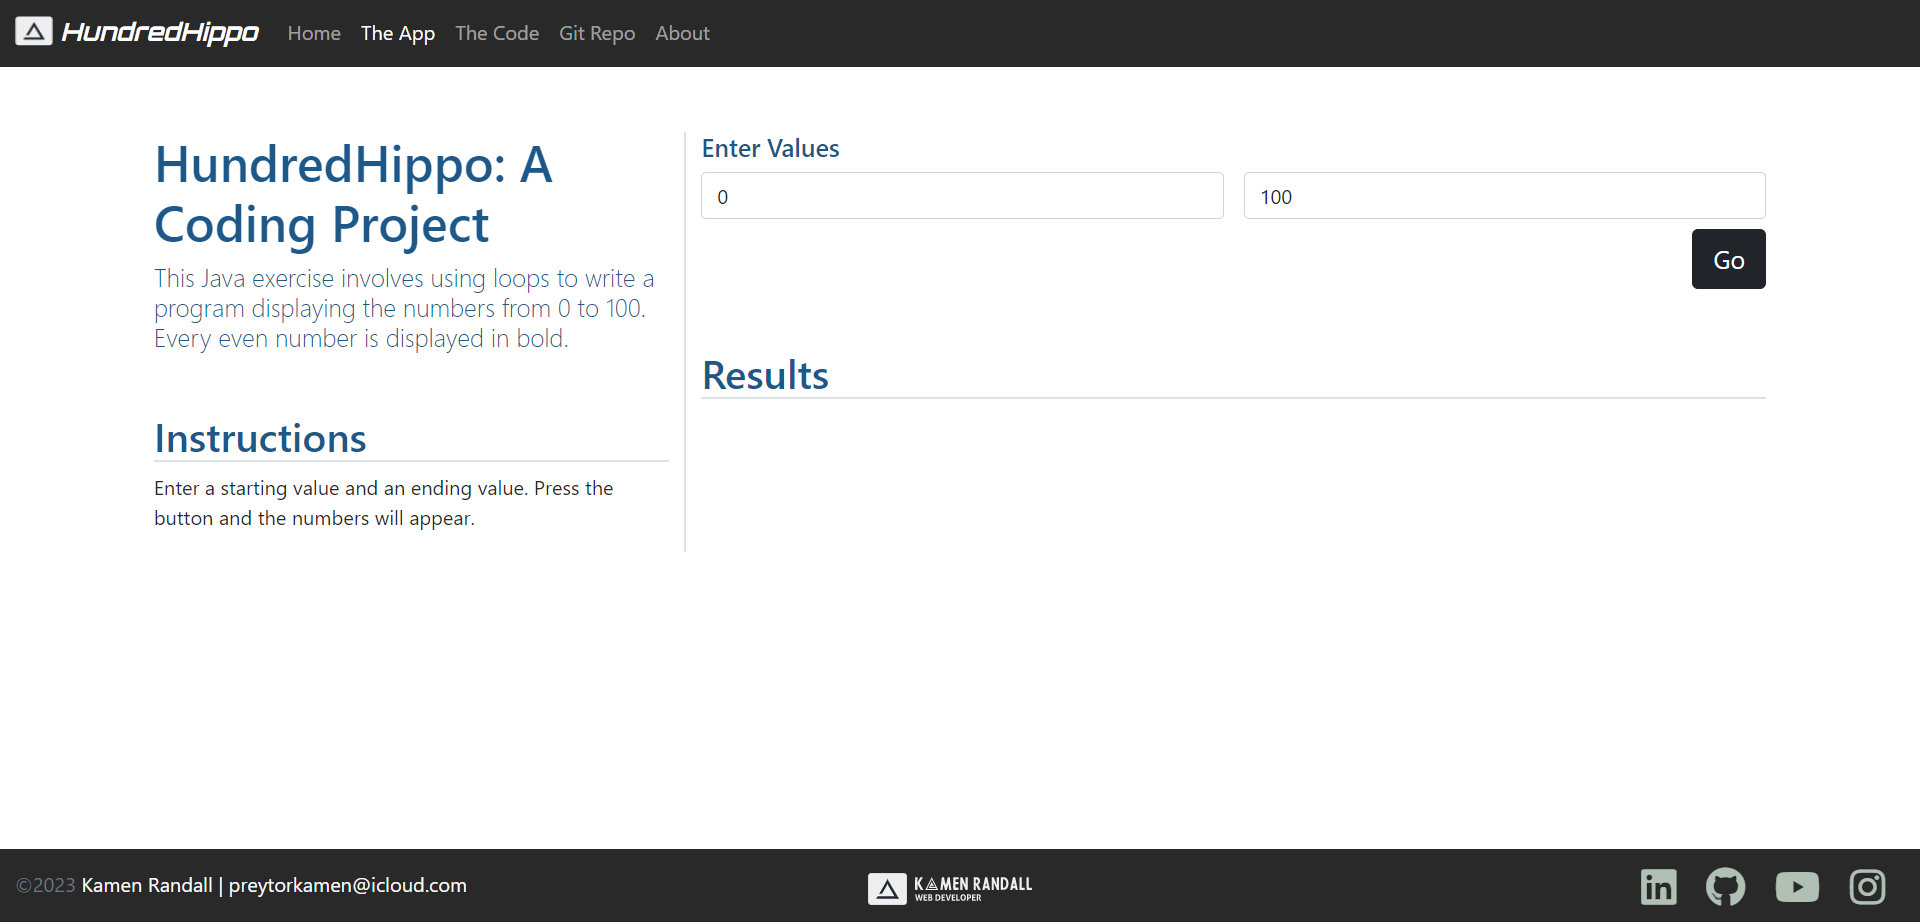 HundredHippo Home The App The Code Git Repo About
HundredHippo: A
Coding Project
This Java exercise involves using loops to write a
program displaying the numbers from 0 to 100.
Every even number is displayed in bold.
Instructions
Enter a starting value and an ending value. Press the
button and the numbers will appear.
Enter Values
0 100
Go
Results
©2023 Kamen Randall | preytorkamen@icloud.com
KAMEN RANDALL
WEB DEVELOPER
in